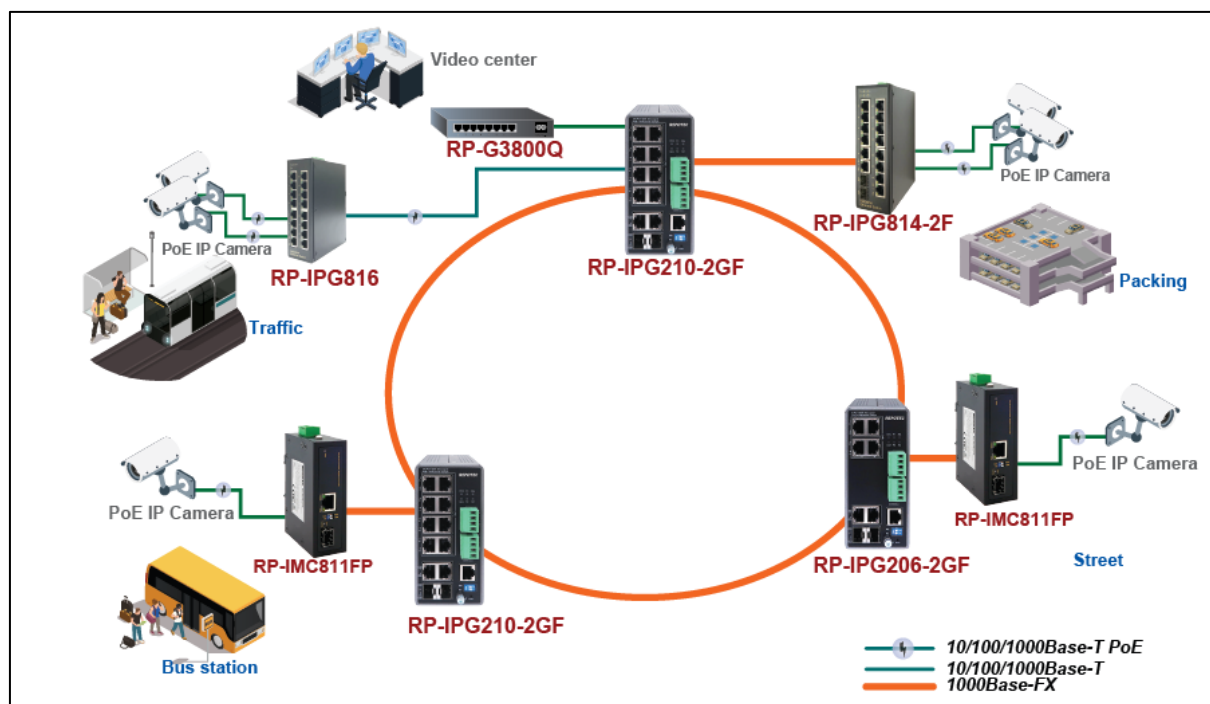 Video center
RP-G3800Q
PoE IP Camera
RP-IPG816
RP-IPG210-2GF
RP-IPG814-2F
PoE IP Camera
Packing
Traffic
PoE IP Camera
RP-IMC811FP
RP-IPG210-2GF
RP-IPG206-2GF
RP-IMC811FP
PoE IP Camera
Street
Bus station
10/100/1000Base-T PoE
10/100/1000Base-T
1000Base-FX